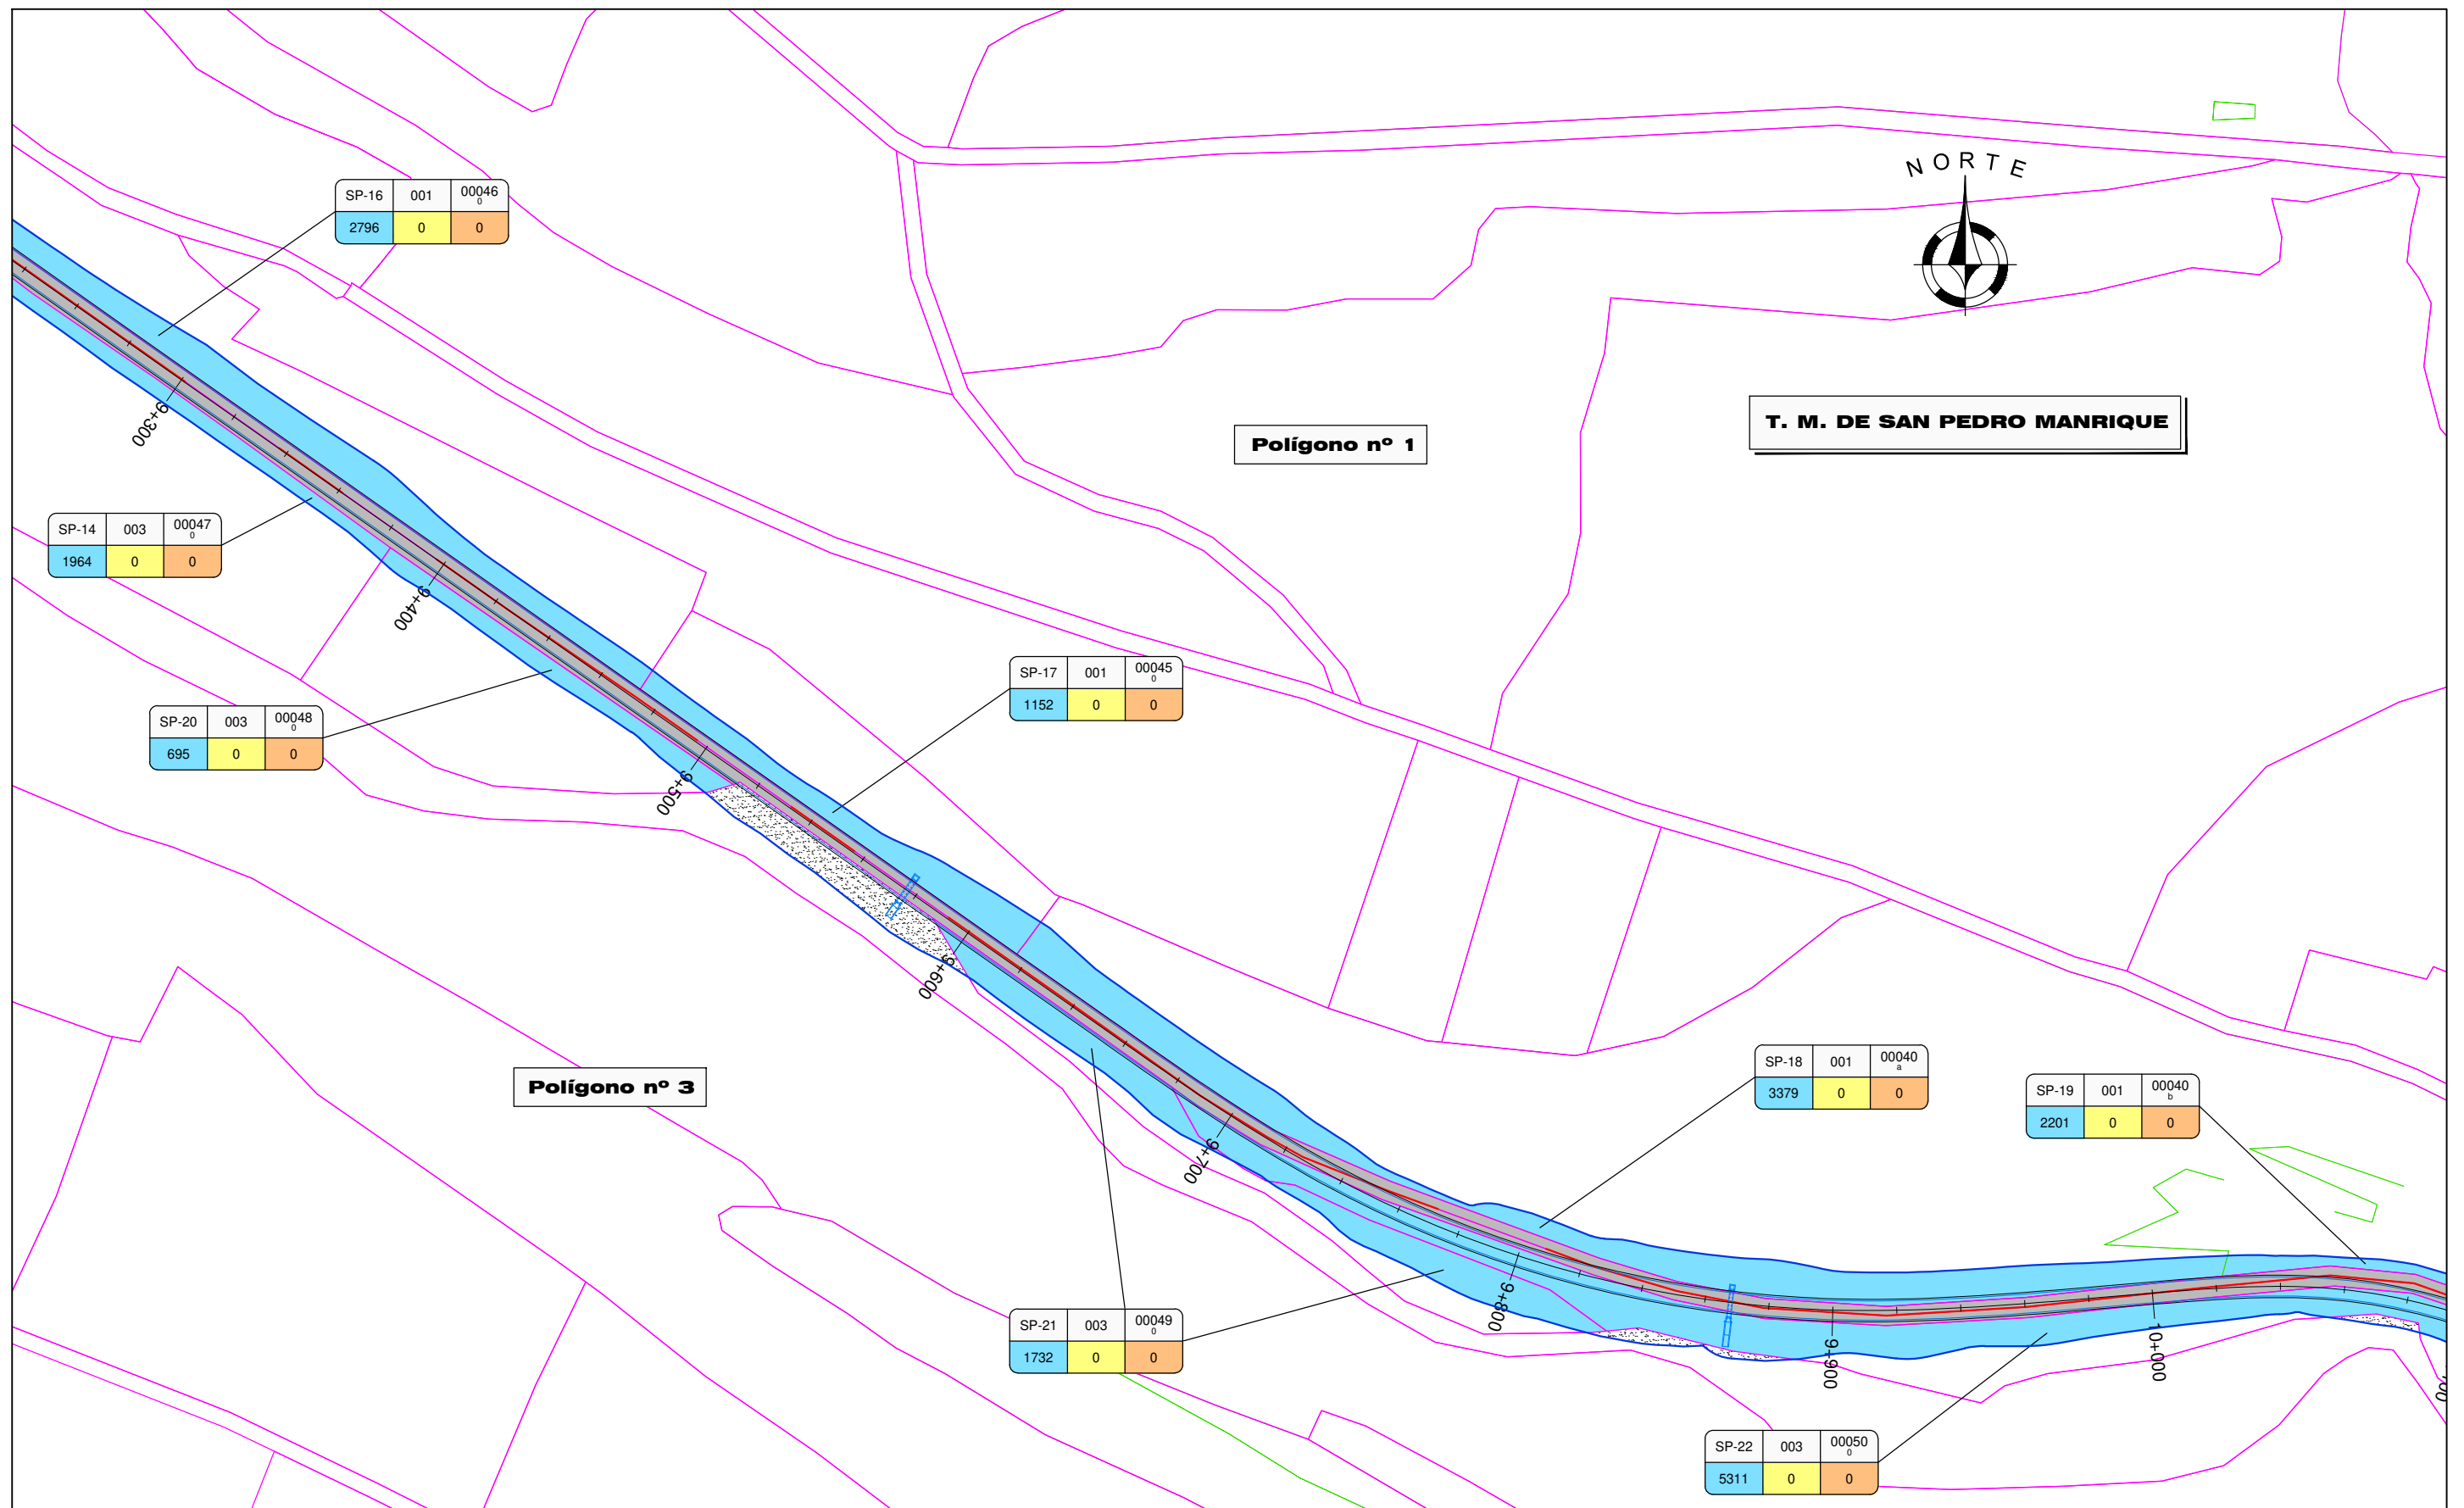 NORTE
SP-16 001 00046 0
2796 0 0
T. M. DE SAN PEDRO MANRIQUE
Polígono nº 1
9+300
SP-14 003 00047 0
1964 0 0
9+400
SP-17 001 00045 0
1152 0 0
SP-20 003 00048 0
695 0 0
9+500
9+600
Polígono nº 3
SP-18 001 00040 a
3379 0 0
SP-19 001 00040 b
2201 0 0
9+700
9+800
SP-21 003 00049 0
1732 0 0
9+900
10+000
SP-22 003 00050 0
5311 0 0